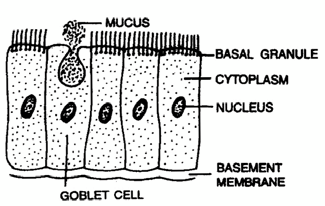 MUCUS
BASAL GRANULE
CYTOPLASM
NUCLEUS
BASEMENT
MEMBRANE
GOBLET CELL